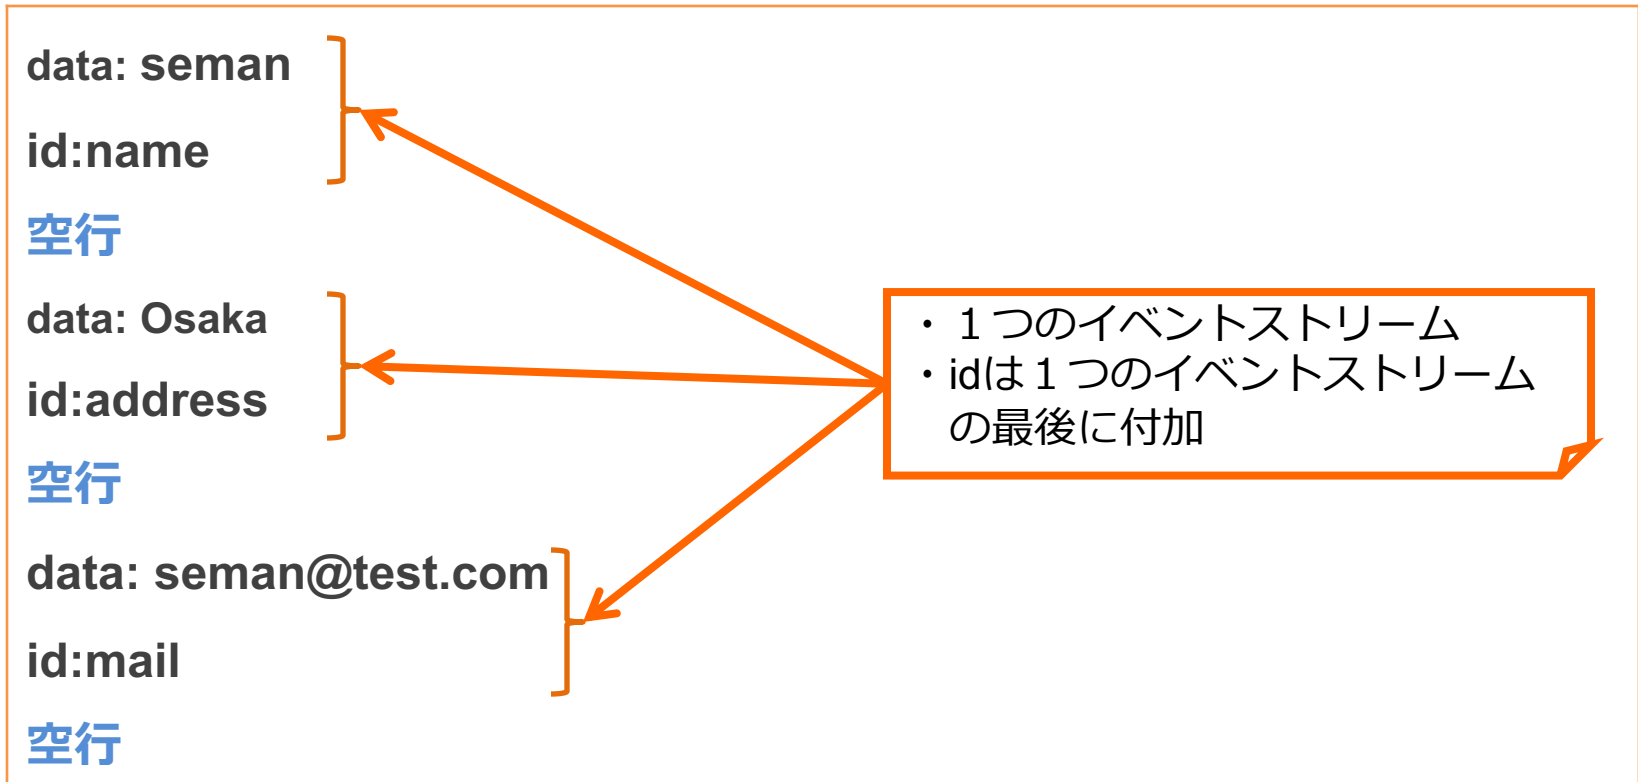 data: seman
id:name
空行
data: Osaka
id:address
空行
data: seman@test.com
id:mail
空行
・１つのイベントストリーム
・idは１つのイベントストリーム
の最後に付加